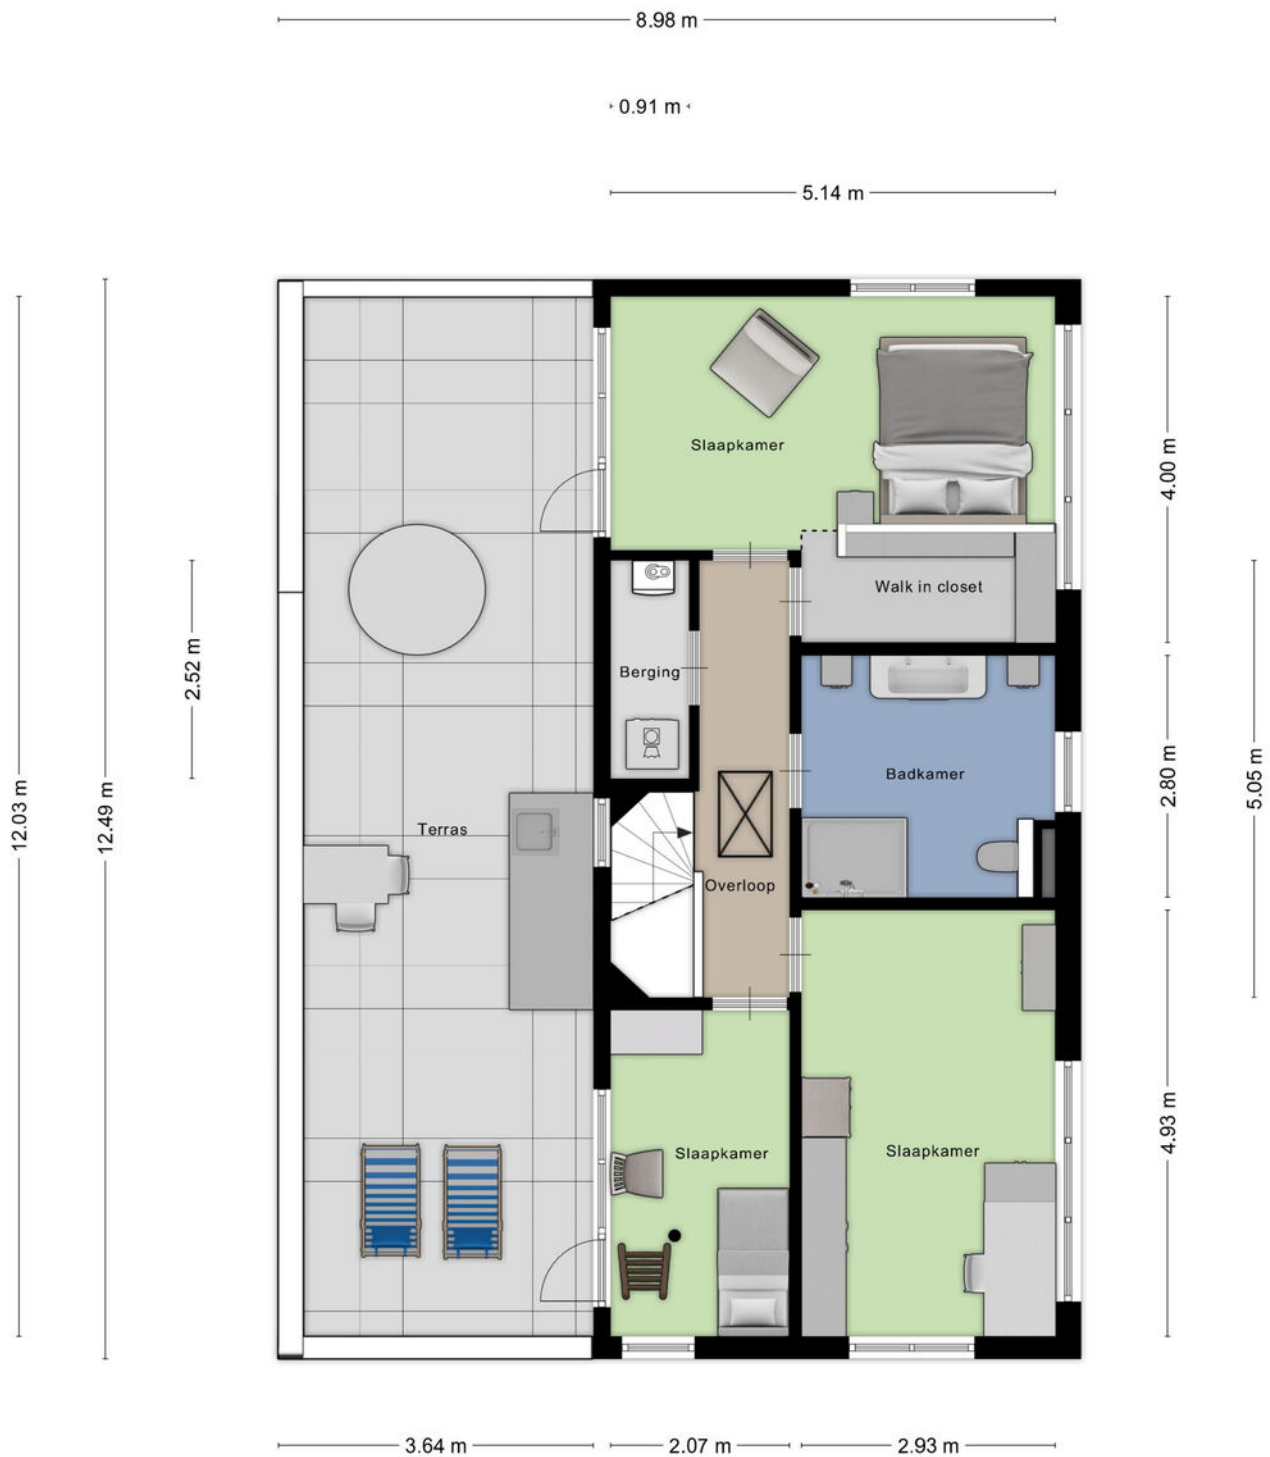 8.98 m
0.91 m
5.14 m
Slaapkamer
4.00 m
Walk in closet
2.52 m
Berging
12.03 m
12.49 m
Badkamer
2.80 m
5.05 m
Terras
Overloop
Slaapkamer
Slaapkamer
4.93 m
3.64 m
2.07 m
2.93 m